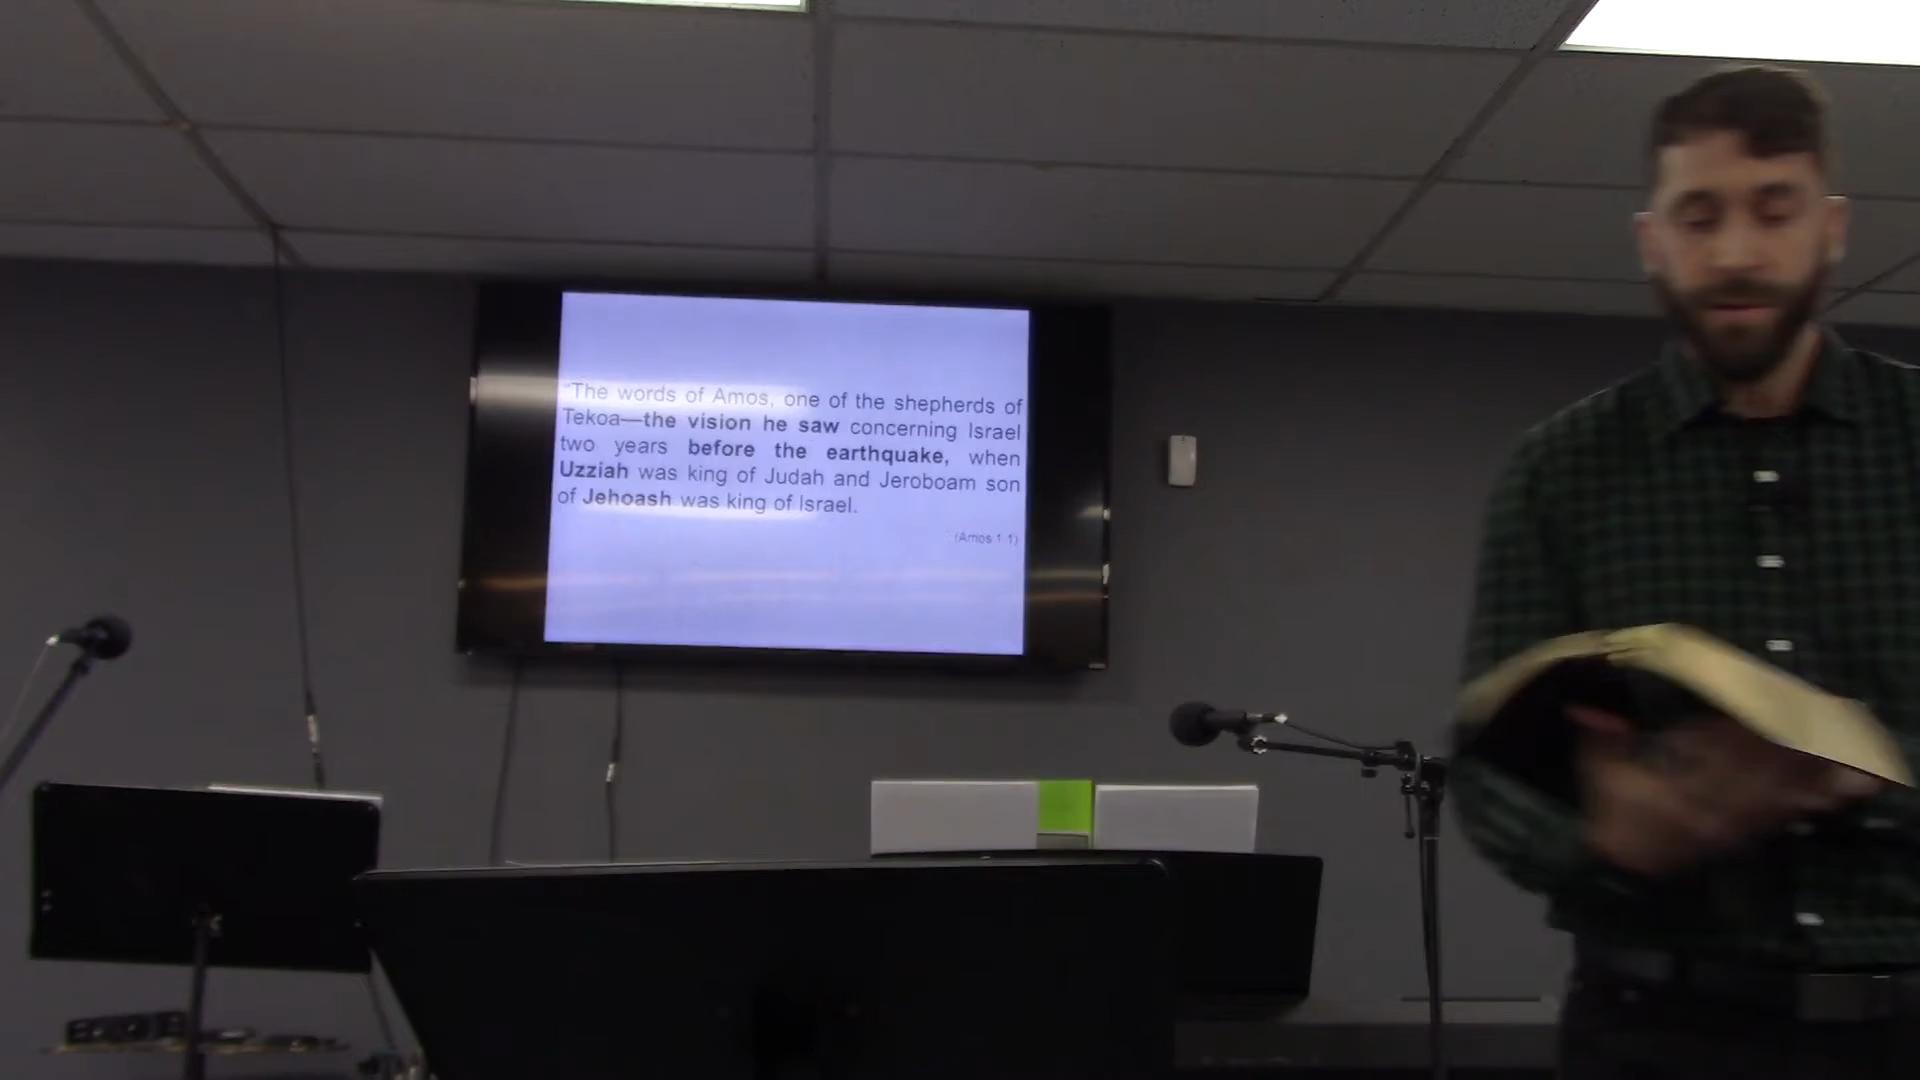 "The words of Amos, one of the shepherds of
Tekoa—the vision he saw concerning Israel
two years before the earthquake, when
Uzziah was king of Judah and Jeroboam son
of Jehoash was king of Israel.
(Amos 1:1)